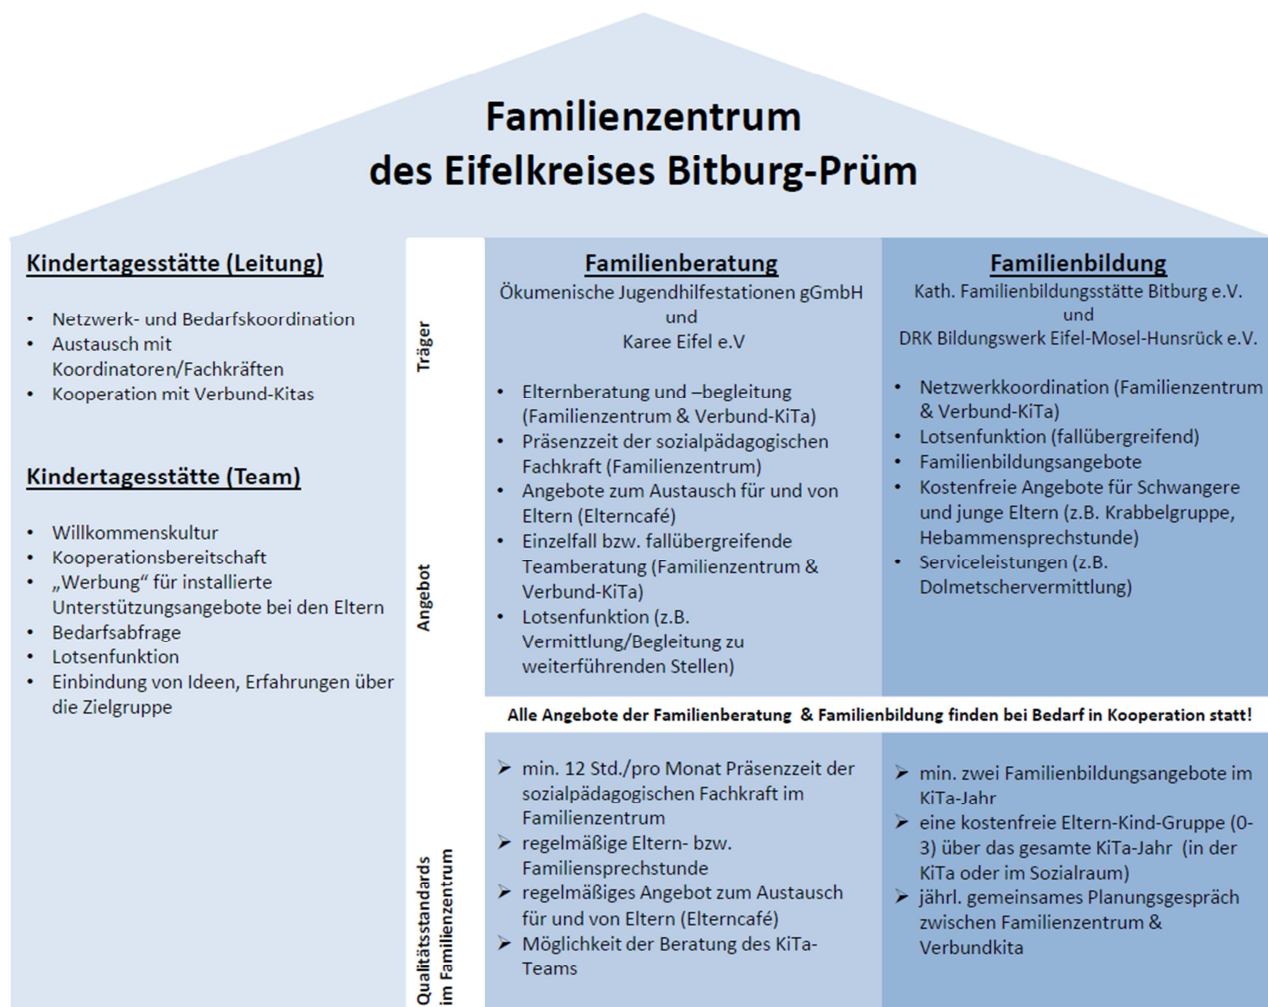 Familienzentrum
des Eifelkreises Bitburg-Prüm
Kindertagesstätte (Leitung)
• Netzwerk- und Bedarfskoordination
• Austausch mit
Koordinatoren/Fachkräften
• Kooperation mit Verbund-Kitas
Kindertagesstätte (Team)
• Willkommenskultur
• Kooperationsbereitschaft
• „Werbung“ für installierte
Unterstützungsangebote bei den Eltern
• Bedarfsabfrage
• Lotsenfunktion
• Einbindung von Ideen, Erfahrungen über
die Zielgruppe
Träger
Angebot
Qualitätsstandards
im Familienzentrum
Familienberatung
Ökumenische Jugendhilfestationen gGmbH
und
Karee Eifel e.V
• Elternberatung und –begleitung
(Familienzentrum & Verbund-KiTa)
• Präsenzzeit der sozialpädagogischen
Fachkraft (Familienzentrum)
• Angebote zum Austausch für und von
Eltern (Elterncafé)
• Einzelfall bzw. fallübergreifende
Teamberatung (Familienzentrum &
Verbund-KiTa)
• Lotsenfunktion (z.B.
Vermittlung/Begleitung zu
weiterführenden Stellen)
Familienbildung
Kath. Familienbildungsstätte Bitburg e.V.
und
DRK Bildungswerk Eifel-Mosel-Hunsrück e.V.
• Netzwerkkoordination (Familienzentrum
& Verbund-KiTa)
• Lotsenfunktion (fallübergreifend)
• Familienbildungsangebote
• Kostenfreie Angebote für Schwangere
und junge Eltern (z.B. Krabbelgruppe,
Hebammensprechstunde)
• Serviceleistungen (z.B.
Dolmetschervermittlung)
Alle Angebote der Familienberatung & Familienbildung finden bei Bedarf in Kooperation statt!
➢ min. 12 Std./pro Monat Präsenzzeit der
sozialpädagogischen Fachkraft im
Familienzentrum
➢ regelmäßige Eltern- bzw.
Familiensprechstunde
➢ regelmäßiges Angebot zum Austausch
für und von Eltern (Elterncafé)
➢ Möglichkeit der Beratung des KiTa-
Teams
➢ min. zwei Familienbildungsangebote im
KiTa-Jahr
➢ eine kostenfreie Eltern-Kind-Gruppe (0-
3) über das gesamte KiTa-Jahr (in der
KiTa oder im Sozialraum)
➢ jährl. gemeinsames Planungsgespräch
zwischen Familienzentrum &
Verbundkita